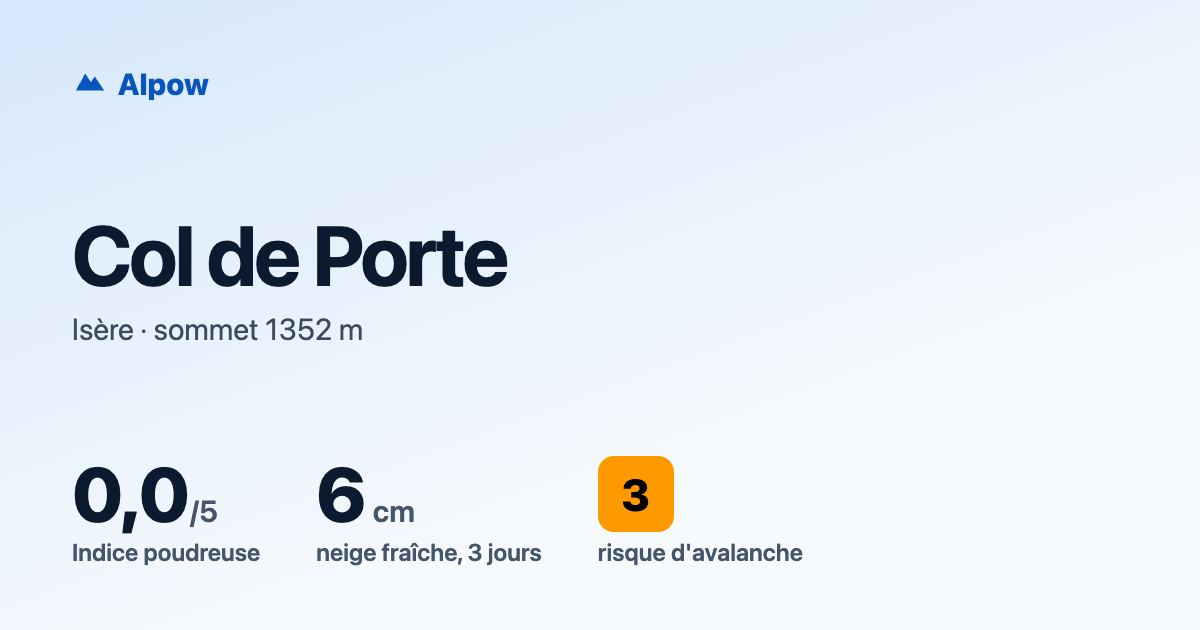 Alpow
Col de Porte
Isère · sommet 1352 m
0,0/5
Indice poudreuse
6 cm
neige fraîche, 3 jours
3
risque d'avalanche